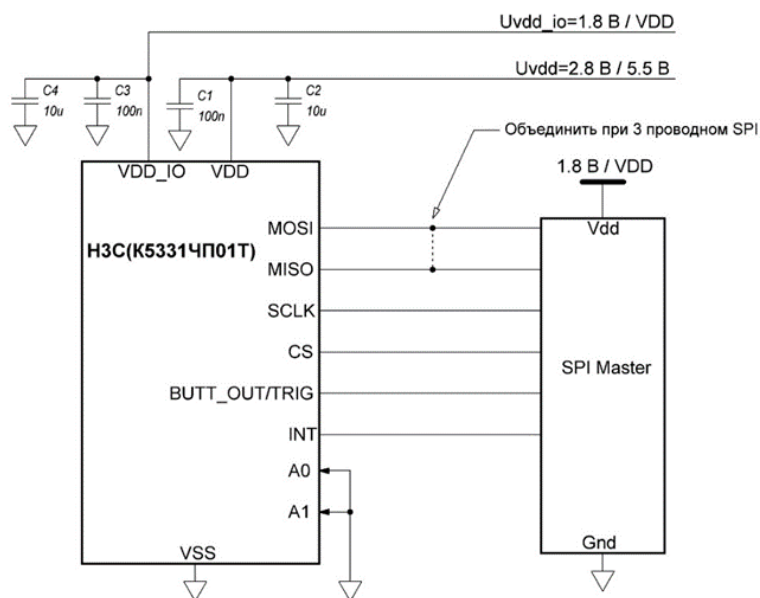 Uvdd_io=1.8 В / VDD
Uvdd=2.8 В / 5.5 В
C4
10u
C3
100n
C1
100n
C2
10u
Объединить при 3 проводном SPI
1.8 В / VDD
VDD_IO
VDD
MOSI
Vdd
Н3С(К5331ЧП01Т)
MISO
SCLK
CS
SPI Master
BUTT_OUT/TRIG
INT
A0
A1
VSS
Gnd